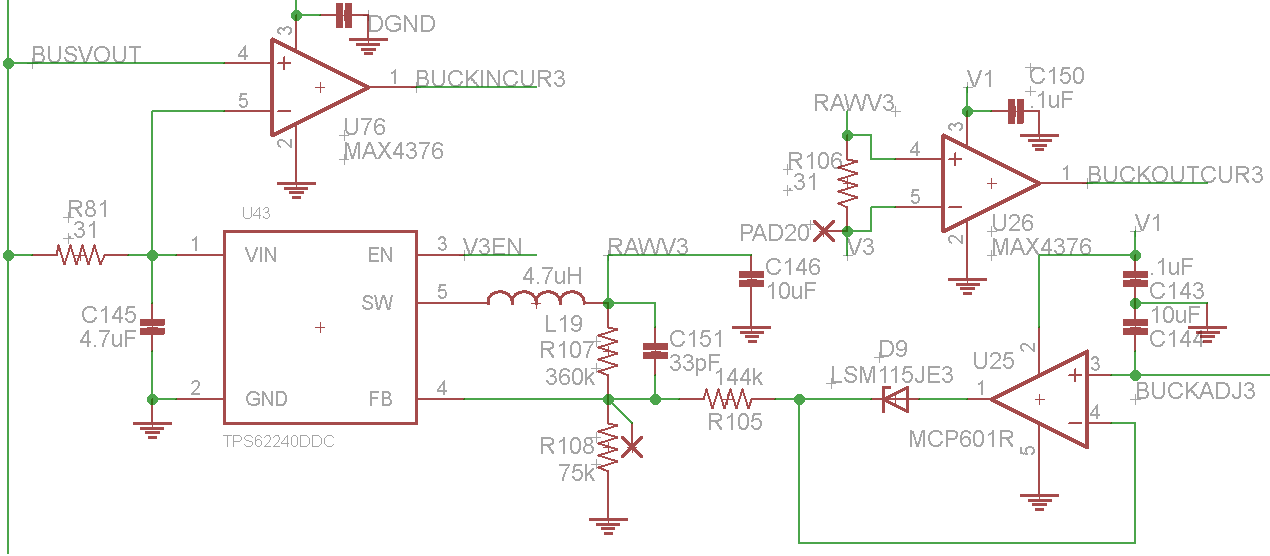 DGND
3
BUSVOUT
4
1
BUCKINCUR3
5
U76
MAX4376
2
V1
C150
.1uF
RAWV3
3
R106
.31
4
1
BUCKOUTCUR3
5
PAD20
V3
2
U26
MAX4376
R81
.31
U43
1
VIN
EN
3
V3EN
SW
5
4.7uH
L19
RAWV3
C146
10uF
C145
4.7uF
R107
360k
C151
33pF
2
GND
FB
4
TPS62240DDC
144k
R105
R108
75k
D9
LSM115JE3
U25
1
MCP601R
2
3
4
5
V1
.1uF
C143
10uF
C144
BUCKADJ3